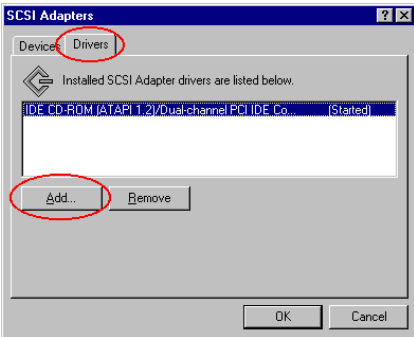 SCSI Adapters
Devices Drivers
Installed SCSI Adapter drivers are listed below.
IDE CD-ROM (ATAPI 1.2)/Dual-channel PCI IDE Co... (Started)
Add... Remove
OK Cancel